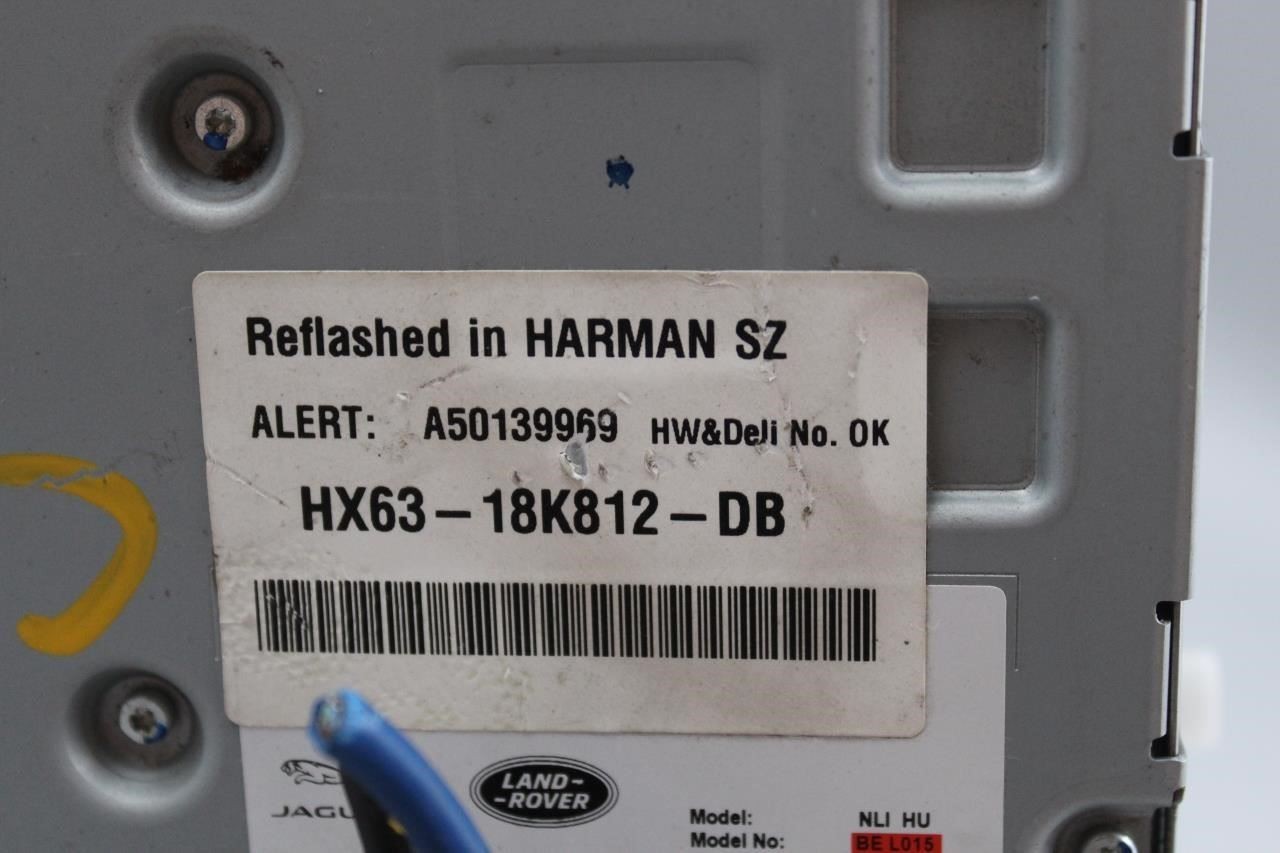 Reflashed in HARMAN SZ
ALERT: A50139969 HW&Deli No. OK
HX63-18K812-DB
LAND-
-ROVER
Model: NLI HU
Model No: BE L015